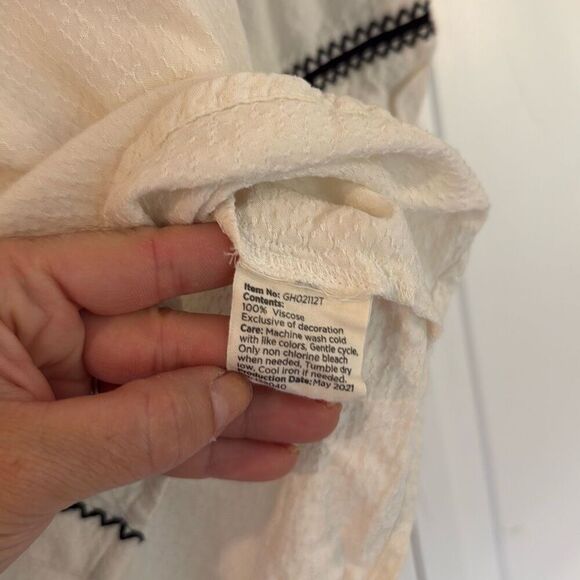 Item No: GH02112T
Contents:
100% Viscose
Exclusive of decoration
Care: Machine wash cold
with like colors, Gentle cycle,
Only non chlorine bleach
when needed, Tumble dry
low, Cool iron if needed.
Production Date: May 2021